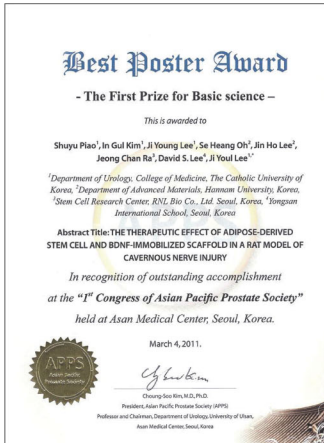 Best Poster Award
- The First Prize for Basic science –
This is awarded to
Shuyu Piao¹, In Gul Kim¹, Ji Young Lee¹, Se Heang Oh², Jin Ho Lee²,
Jeong Chan Ra³, David S. Lee⁴, Ji Youl Lee¹,*
¹Department of Urology, College of Medicine, The Catholic University of
Korea, ²Department of Advanced Materials, Hannam University, Korea,
³Stem Cell Research Center, RNL Bio Co., Ltd. Seoul, Korea, ⁴Yongsan
International School, Seoul, Korea
Abstract Title: THE THERAPEUTIC EFFECT OF ADIPOSE-DERIVED
STEM CELL AND BDNF-IMMOBILIZED SCAFFOLD IN A RAT MODEL OF
CAVERNOUS NERVE INJURY
In recognition of outstanding accomplishment
at the "1st Congress of Asian Pacific Prostate Society"
held at Asan Medical Center, Seoul, Korea.
March 4, 2011.
APPS
Asian Pacific
Prostate Society
Choung-Soo Kim, M.D., Ph.D.
President, Asian Pacific Prostate Society (APPS)
Professor and Chairman, Department of Urology, University of Ulsan,
Asan Medical Center, Seoul, Korea